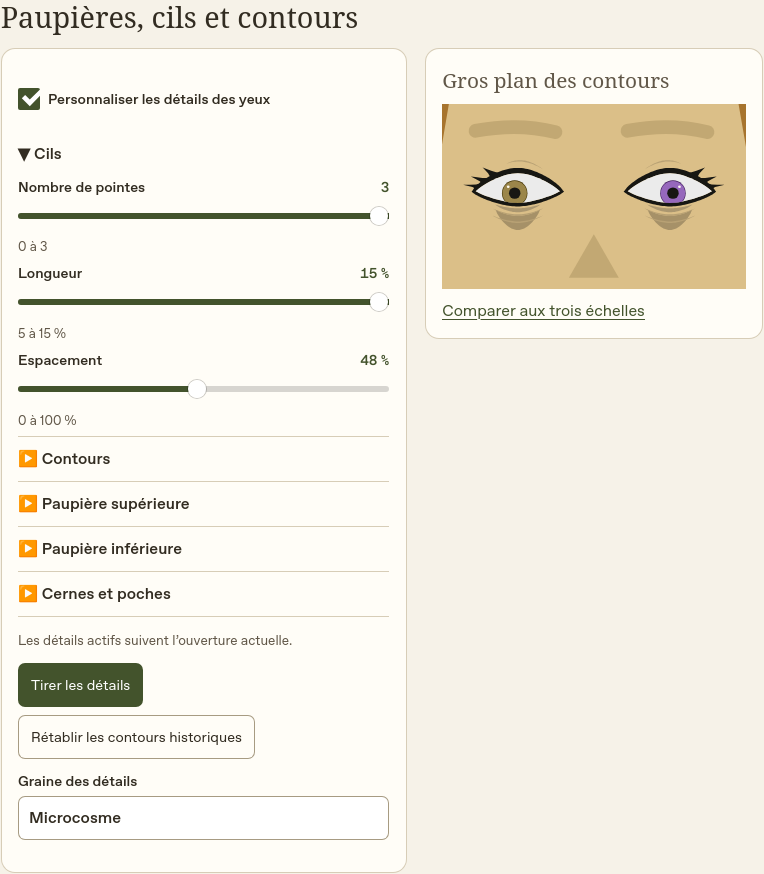 Paupières, cils et contours
Personnaliser les détails des yeux
▼ Cils
Nombre de pointes 3
0 à 3
Longueur 15 %
5 à 15 %
Espacement 48 %
0 à 100 %
▶️ Contours
▶️ Paupière supérieure
▶️ Paupière inférieure
▶️ Cernes et poches
Les détails actifs suivent l’ouverture actuelle.
Tirer les détails
Rétablir les contours historiques
Graine des détails
Microcosme
Gros plan des contours
Comparer aux trois échelles